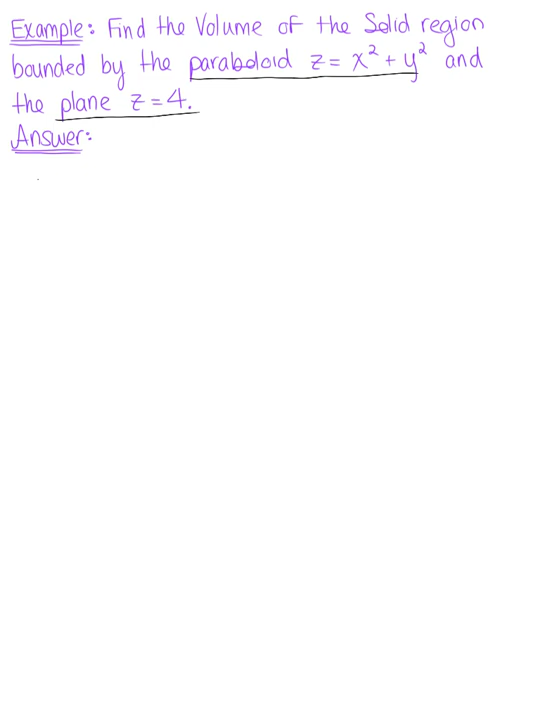 Example: Find the Volume of the Solid region
bounded by the paraboloid z = x² + y² and
the plane z = 4.
Answer: